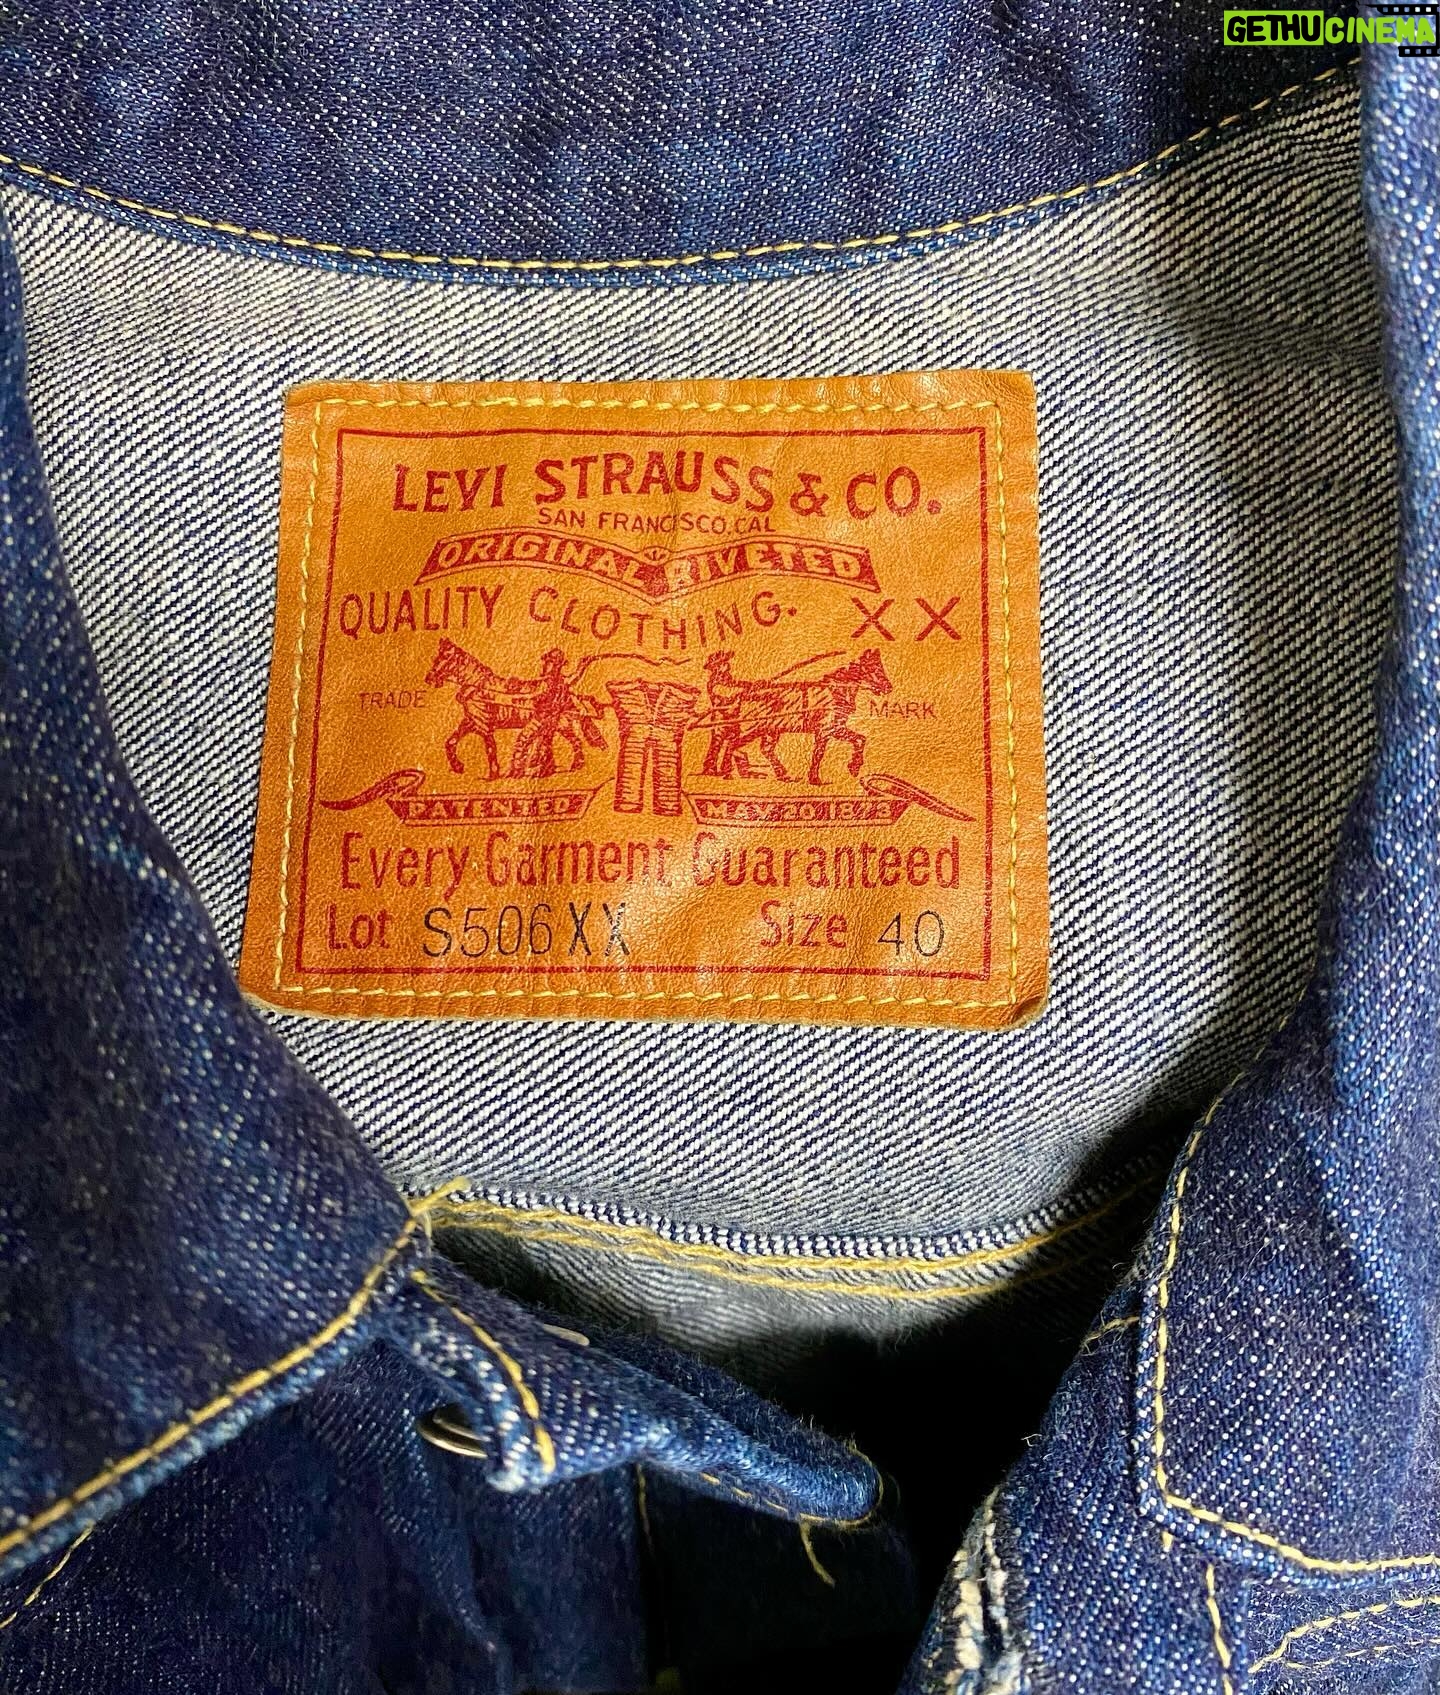 GETHUCINEMA
LEVI STRAUSS & CO.
SAN FRANCISCO, CAL
ORIGINAL RIVETED
QUALITY CLOTHING. XX
TRADE MARK
PATENTED MAY 20 1873
Every Garment Guaranteed
Lot S506XX Size 40